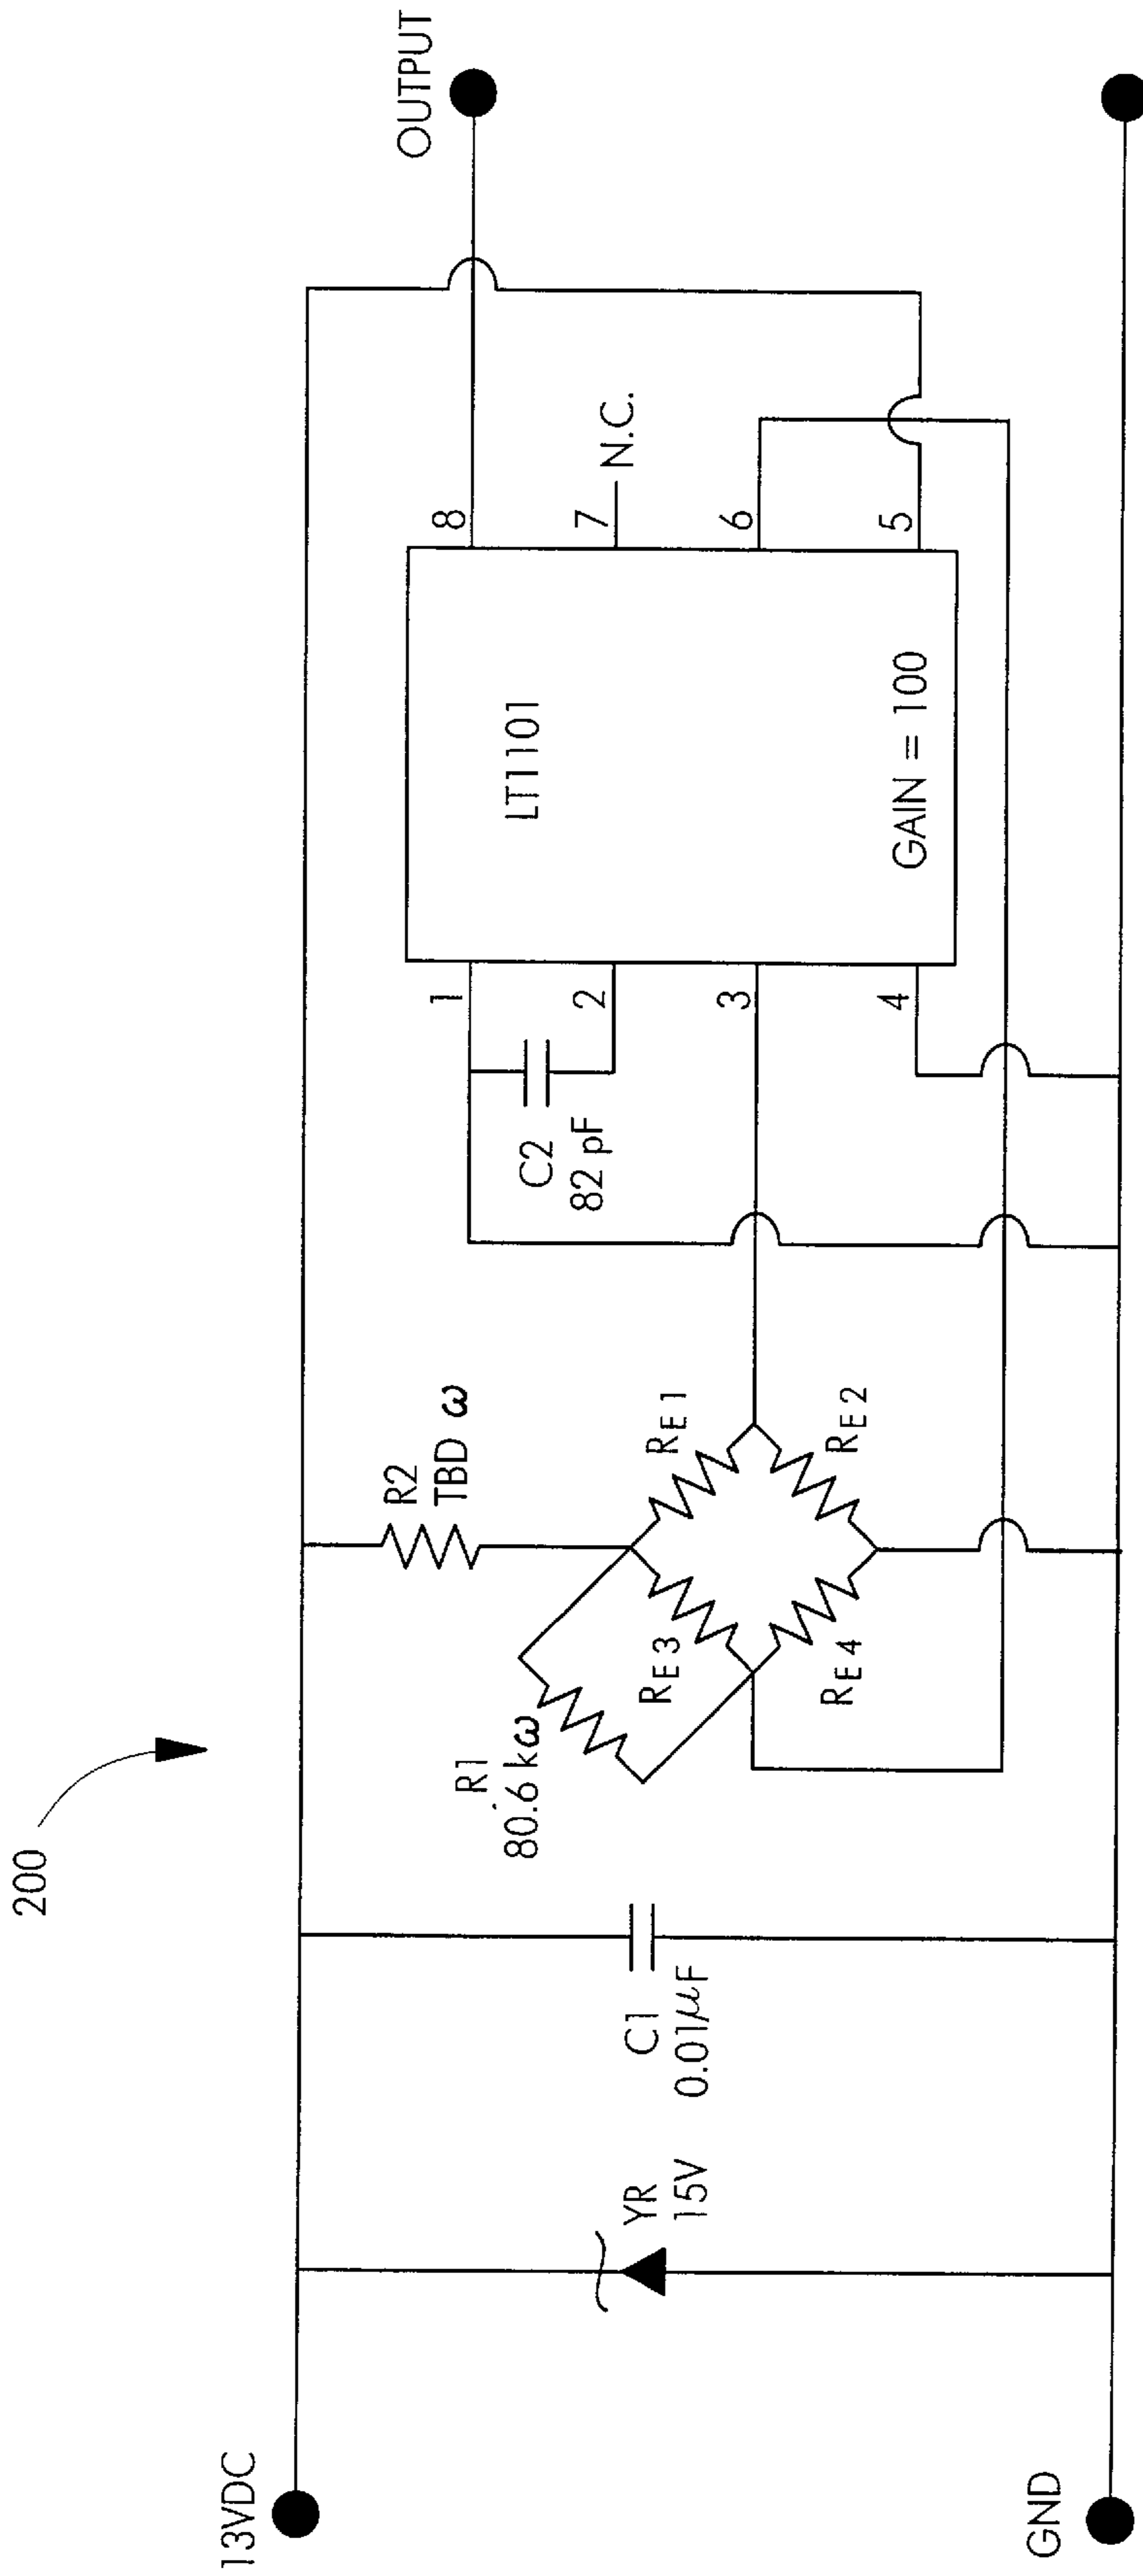 200
13VDC
GND
YR
15V
C1
0.01μF
R1
80.6 kω
R2
TBD ω
RE1
RE2
RE3
RE4
C2
82 pF
1
2
3
4
LT1101
GAIN = 100
8
7
6
5
N.C.
OUTPUT